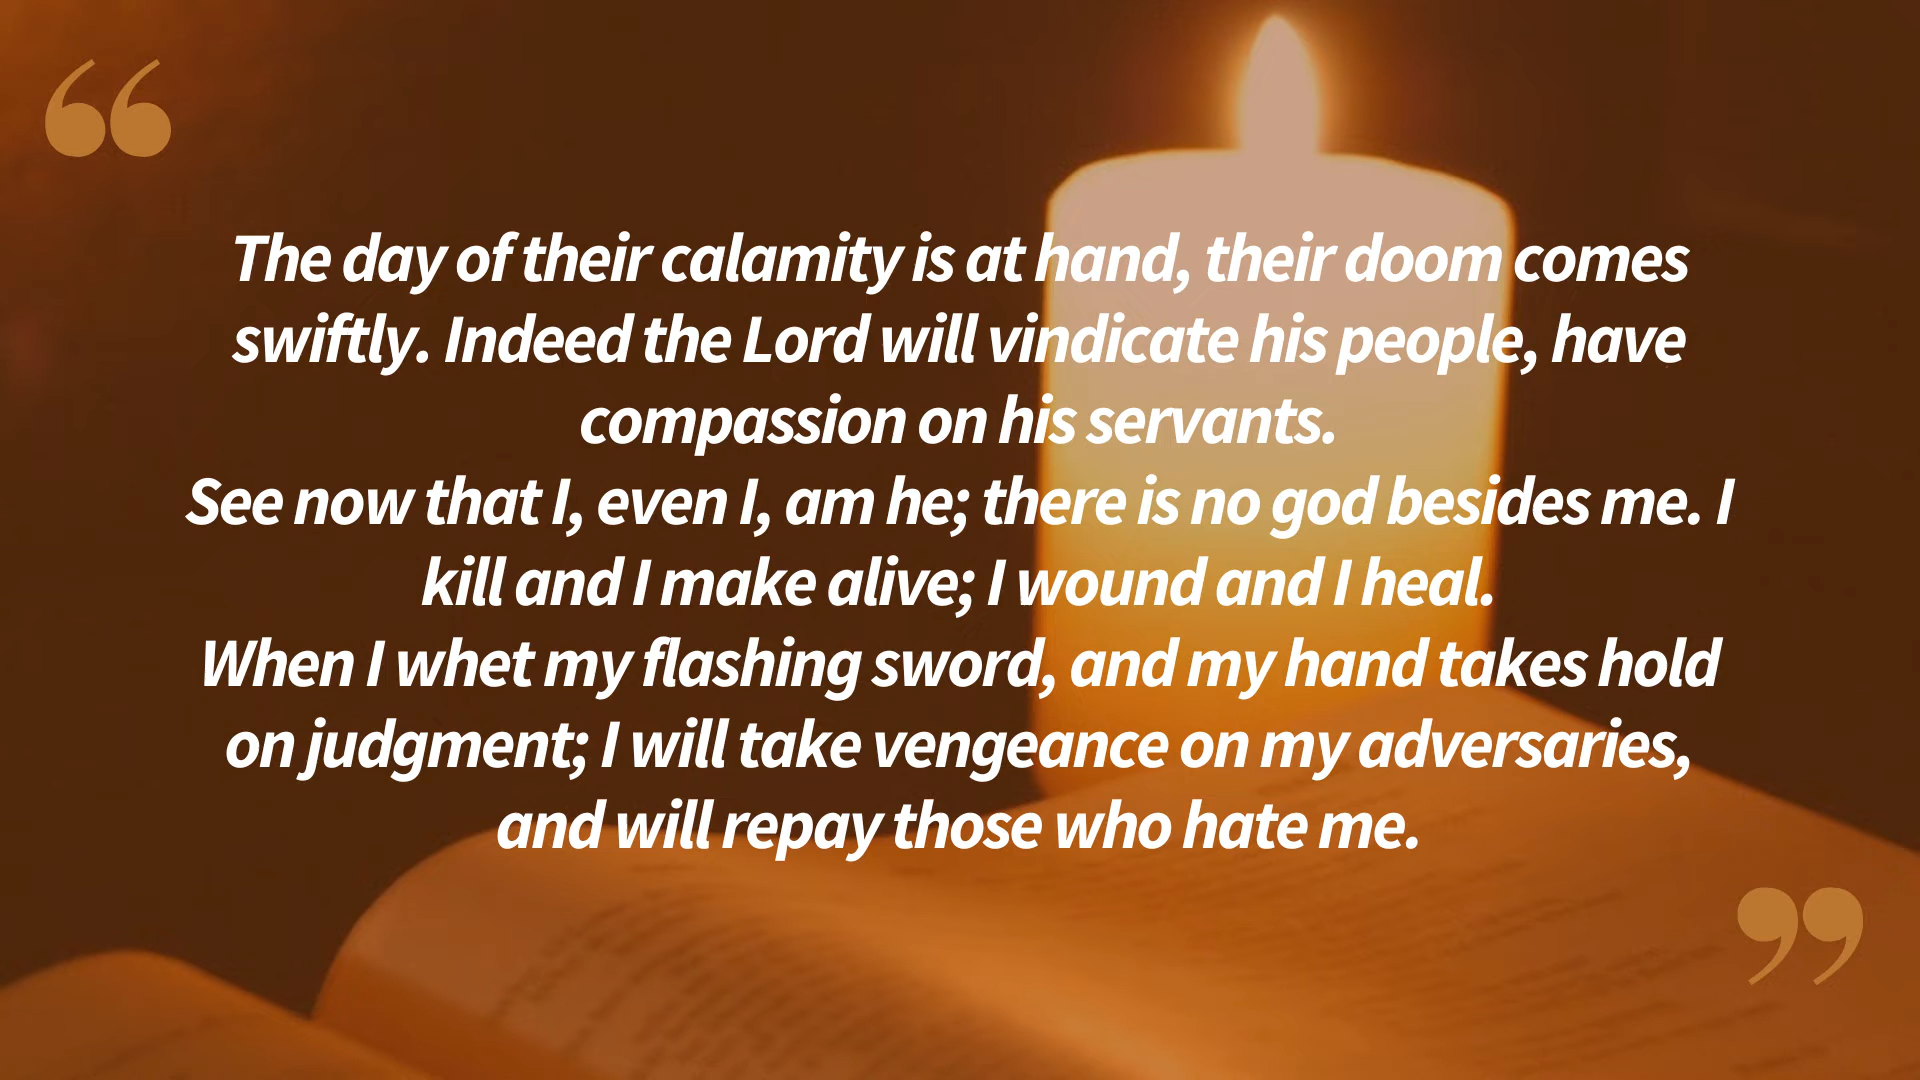 “
The day of their calamity is at hand, their doom comes
swiftly. Indeed the Lord will vindicate his people, have
compassion on his servants.
See now that I, even I, am he; there is no god besides me. I
kill and I make alive; I wound and I heal.
When I whet my flashing sword, and my hand takes hold
on judgment; I will take vengeance on my adversaries,
and will repay those who hate me.
”